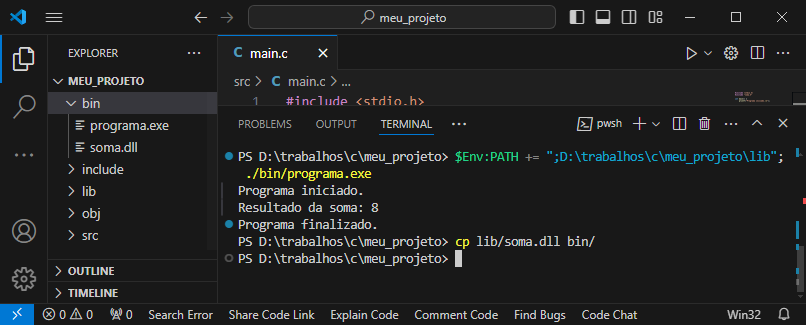 meu_projeto
EXPLORER
MEU_PROJETO
bin
programa.exe
soma.dll
include
lib
obj
src
OUTLINE
TIMELINE
C main.c
src > C main.c > ...
1 #include <stdio.h>
PROBLEMS OUTPUT TERMINAL ...
pwsh
PS D:\trabalhos\c\meu_projeto> $Env:PATH += ";D:\trabalhos\c\meu_projeto\lib";
./bin/programa.exe
Programa iniciado.
Resultado da soma: 8
Programa finalizado.
PS D:\trabalhos\c\meu_projeto> cp lib/soma.dll bin/
PS D:\trabalhos\c\meu_projeto>
0 0 0 Search Error Share Code Link Explain Code Comment Code Find Bugs Code Chat Win32